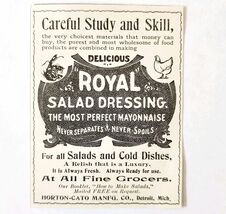 Careful Study and Skill,
the very choicest materials that money can
buy, the purest and most wholesome of food
products are combined in making
DELICIOUS
"ROYAL"
SALAD DRESSING.
THE MOST PERFECT MAYONNAISE
NEVER SEPARATES & NEVER SPOILS
For all Salads and Cold Dishes,
A Relish that is a Luxury.
It is Always Fresh. Always Ready for use.
At All Fine Grocers.
Our Booklet, "How to Make Salads,"
Mailed FREE on Request.
HORTON-CATO MANFG. CO., Detroit, Mich.